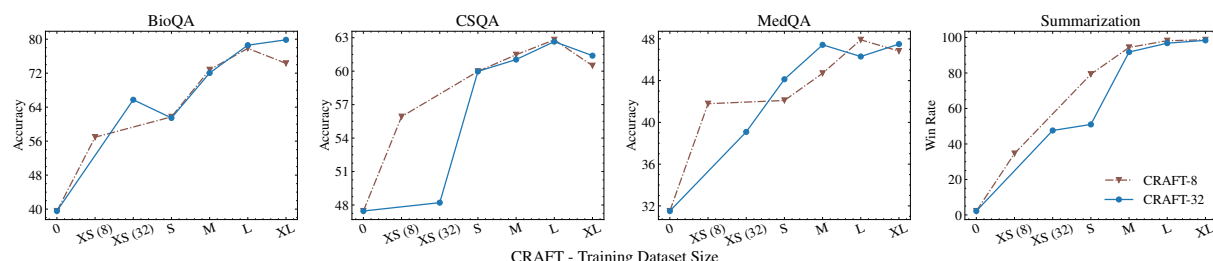 BioQA
CSQA
MedQA
Summarization
Accuracy
80
72
64
56
48
40
0
XS (8)
XS (32)
S
M
L
XL
Accuracy
63
60
57
54
51
48
0
XS (8)
XS (32)
S
M
L
XL
Accuracy
48
44
40
36
32
0
XS (8)
XS (32)
S
M
L
XL
Win Rate
100
80
60
40
20
0
0
XS (8)
XS (32)
S
M
L
XL
CRAFT-8
CRAFT-32
CRAFT - Training Dataset Size